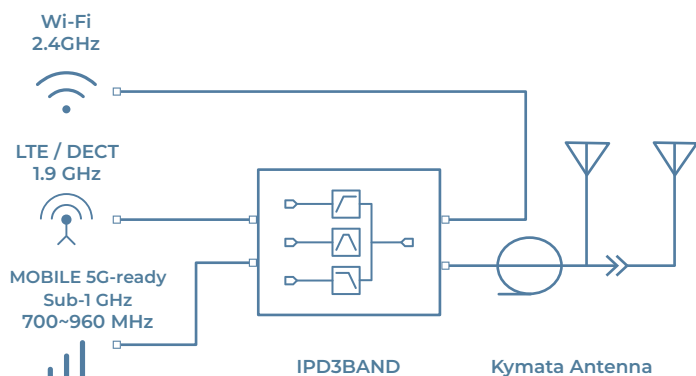 Wi-Fi
2.4GHz
LTE / DECT
1.9 GHz
MOBILE 5G-ready
Sub-1 GHz
700~960 MHz
IPD3BAND
Kymata Antenna